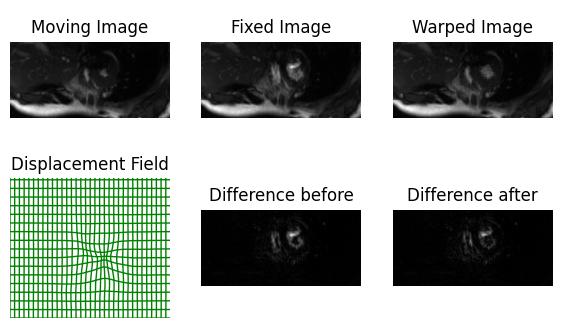 Moving Image
Fixed Image
Warped Image
Displacement Field
Difference before
Difference after